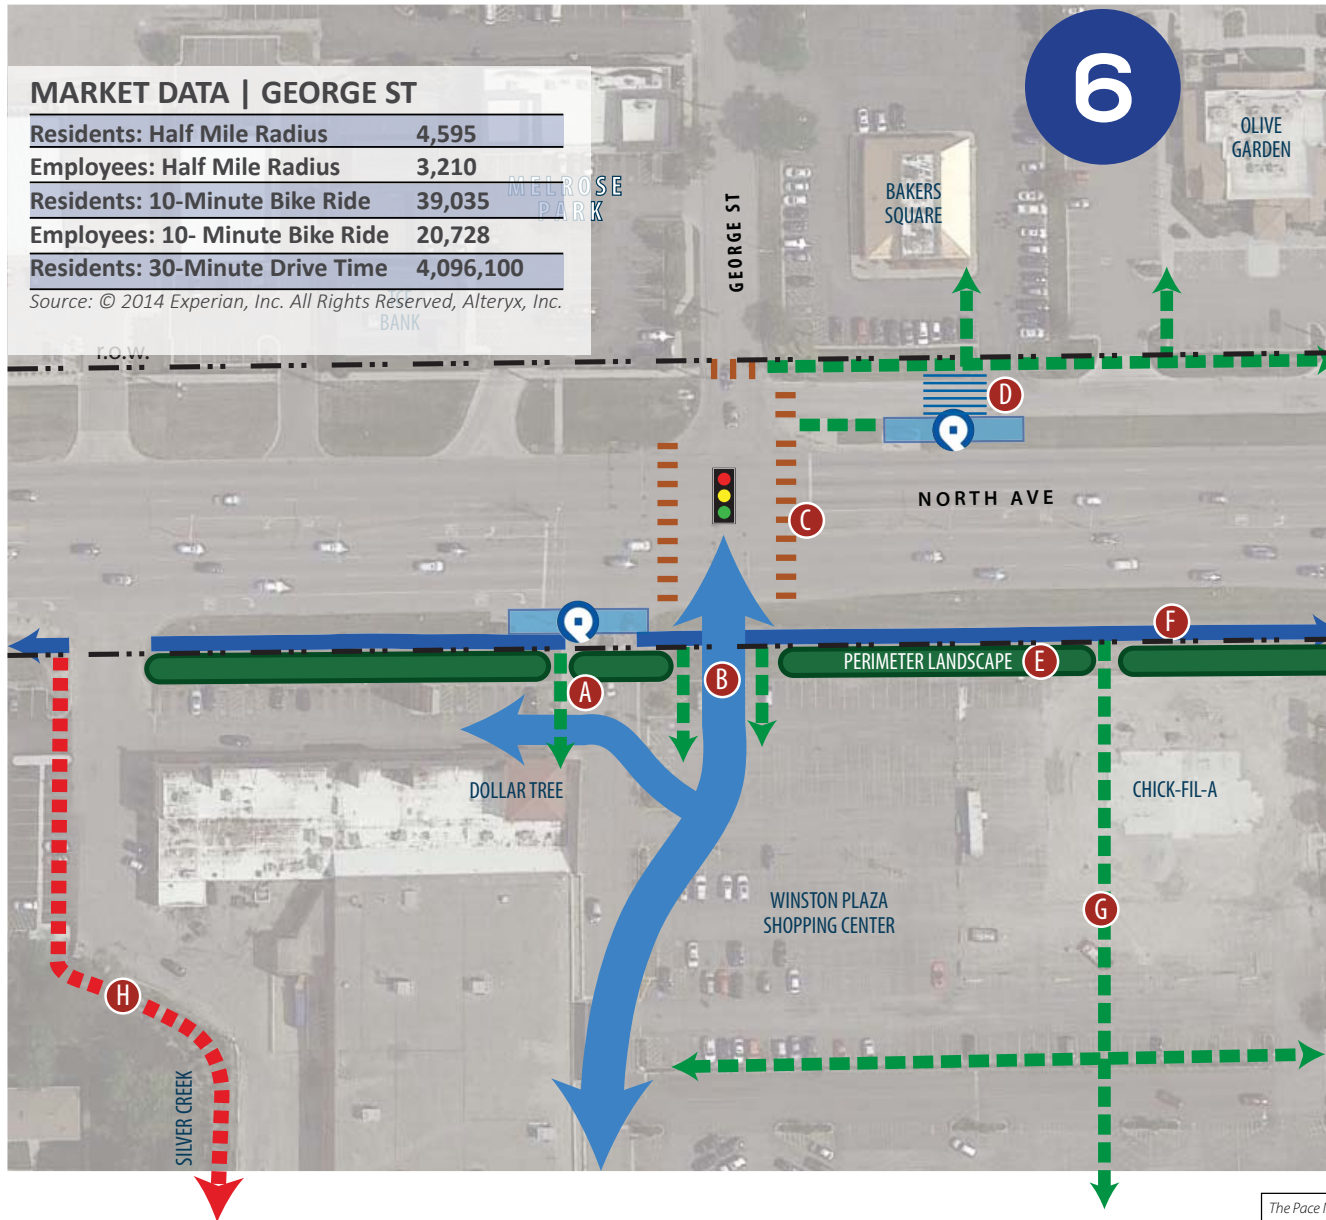 MARKET DATA | GEORGE ST
Residents: Half Mile Radius 4,595
Employees: Half Mile Radius 3,210
Residents: 10-Minute Bike Ride 39,035
Employees: 10- Minute Bike Ride 20,728
Residents: 30-Minute Drive Time 4,096,100
Source: © 2014 Experian, Inc. All Rights Reserved, Alteryx, Inc.
MELROSE
PARK
BANK
r.o.w.
6
OLIVE
GARDEN
BAKERS
SQUARE
GEORGE ST
D
NORTH AVE
C
F
PERIMETER LANDSCAPE E
A
B
DOLLAR TREE
CHICK-FIL-A
WINSTON PLAZA
SHOPPING CENTER
G
H
SILVER CREEK
The Pace